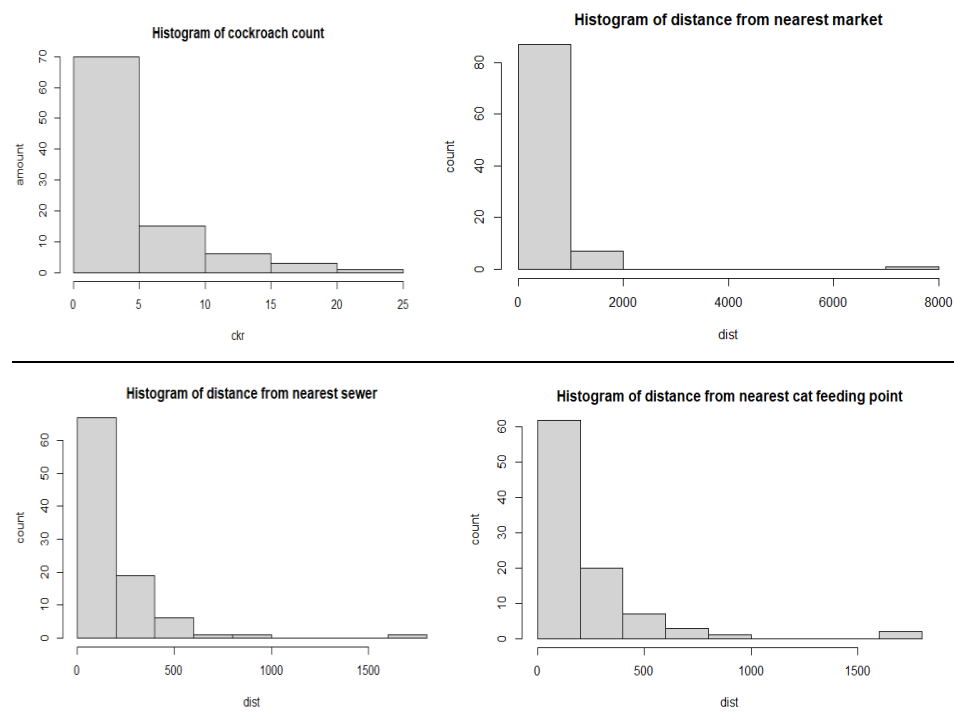 Histogram of cockroach count
amount
0 10 20 30 40 50 60 70
0 5 10 15 20 25
ckr
Histogram of distance from nearest market
count
0 20 40 60 80
0 2000 4000 6000 8000
dist
Histogram of distance from nearest sewer
count
0 10 20 30 40 50 60
0 500 1000 1500
dist
Histogram of distance from nearest cat feeding point
count
0 10 20 30 40 50 60
0 500 1000 1500
dist